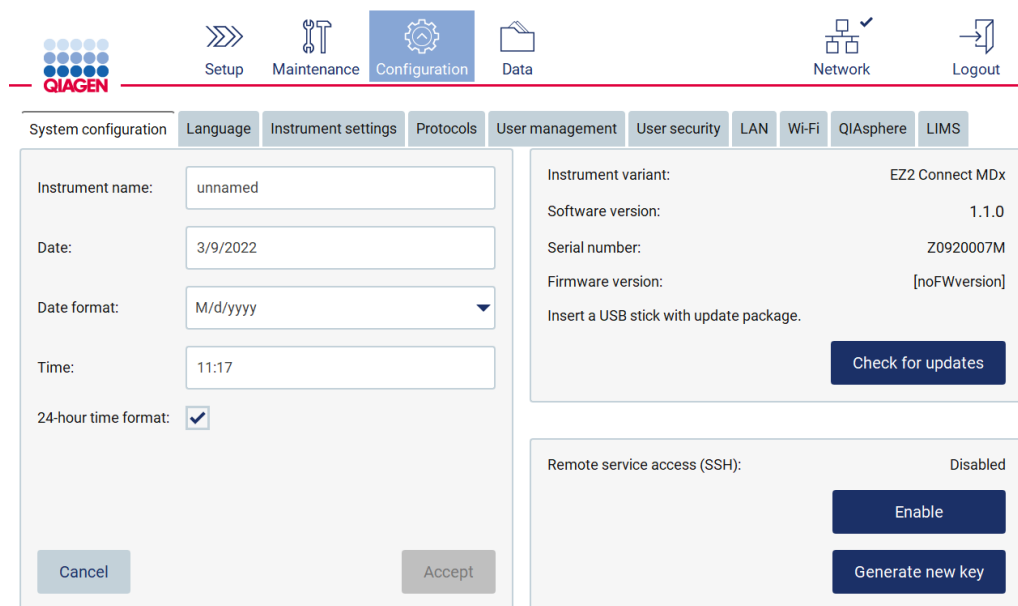 QIAGEN
Setup Maintenance Configuration Data Network Logout
System configuration Language Instrument settings Protocols User management User security LAN Wi-Fi QIAsphere LIMS
Instrument name: unnamed
Date: 3/9/2022
Date format: M/d/yyyy
Time: 11:17
24-hour time format:
Cancel Accept
Instrument variant: EZ2 Connect MDx
Software version: 1.1.0
Serial number: Z0920007M
Firmware version: [noFWversion]
Insert a USB stick with update package.
Check for updates
Remote service access (SSH): Disabled
Enable
Generate new key